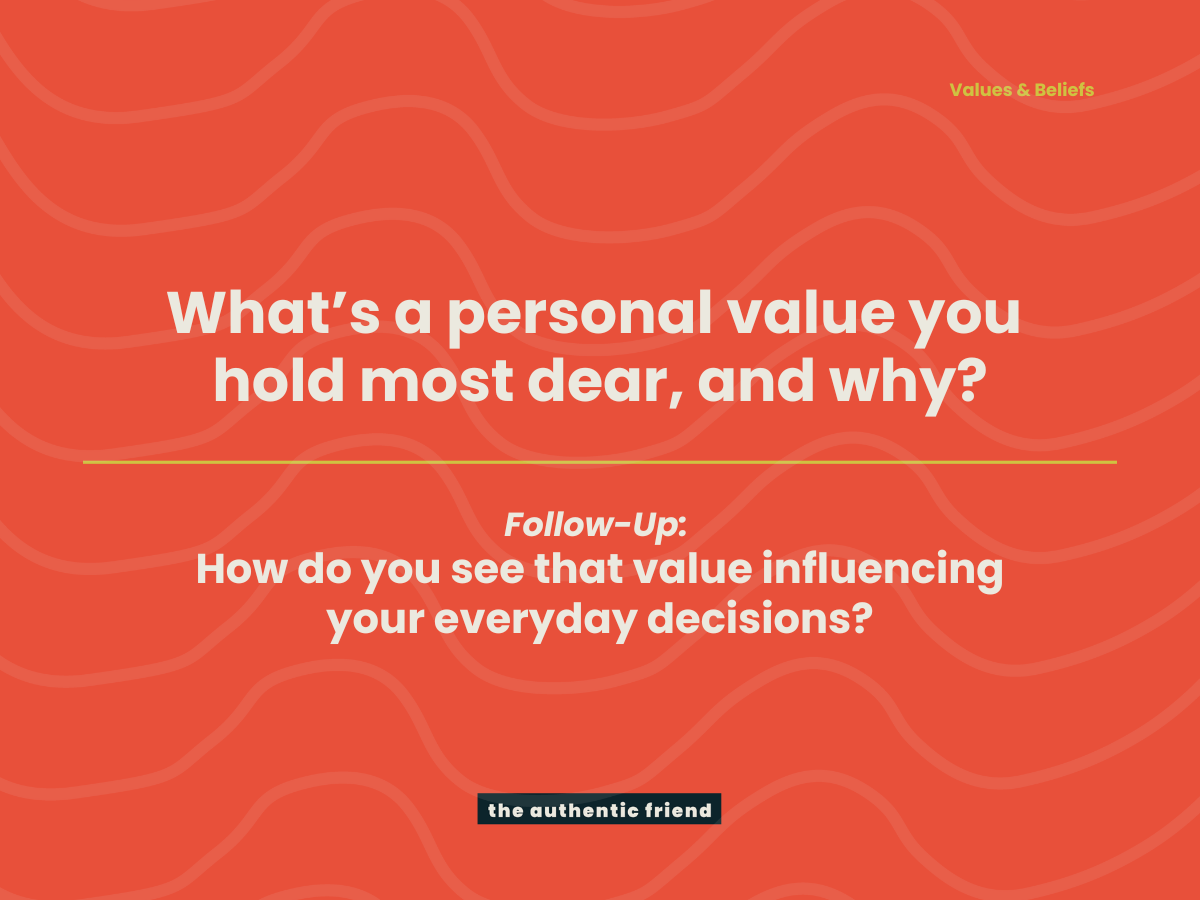 Values & Beliefs
What’s a personal value you
hold most dear, and why?
Follow-Up:
How do you see that value influencing
your everyday decisions?
the authentic friend